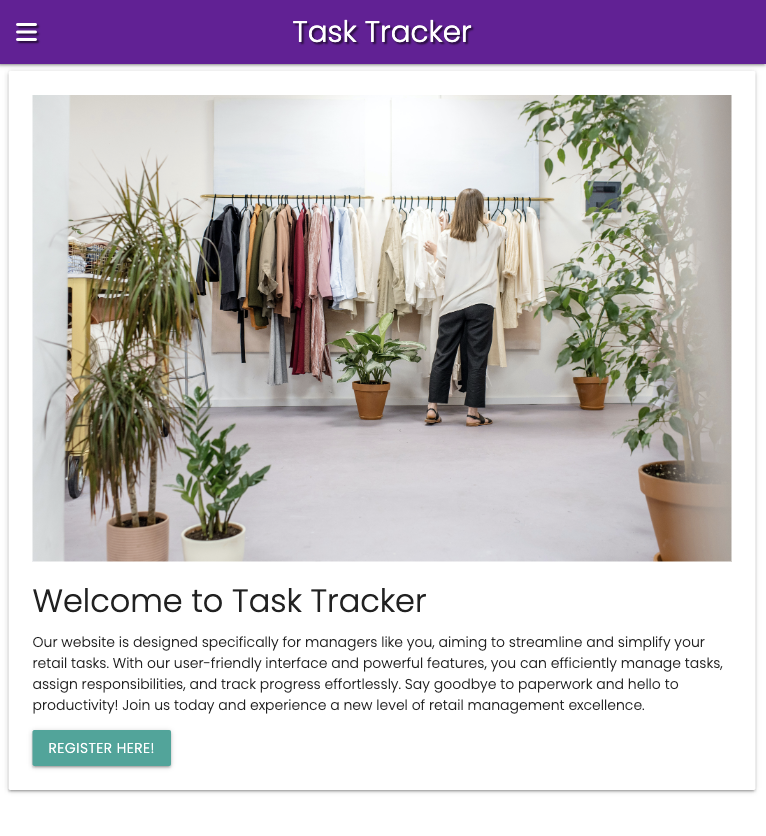 Task Tracker
Welcome to Task Tracker
Our website is designed specifically for managers like you, aiming to streamline and simplify your
retail tasks. With our user-friendly interface and powerful features, you can efficiently manage tasks,
assign responsibilities, and track progress effortlessly. Say goodbye to paperwork and hello to
productivity! Join us today and experience a new level of retail management excellence.
REGISTER HERE!